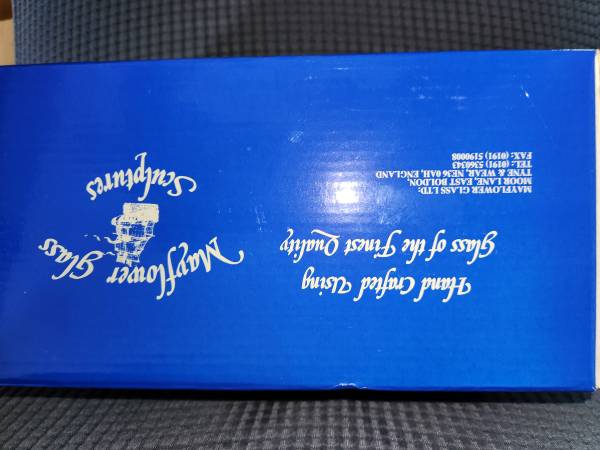 Hand Crafted Using
Glass of the Finest Quality
MAYFLOWER GLASS LTD:
MOOR LANE, EAST BOLDON,
TYNE & WEAR, NE36 0AH, ENGLAND
TEL: (0191) 5360343
FAX: (0191) 5190008
Mayflower Glass
Sculptures